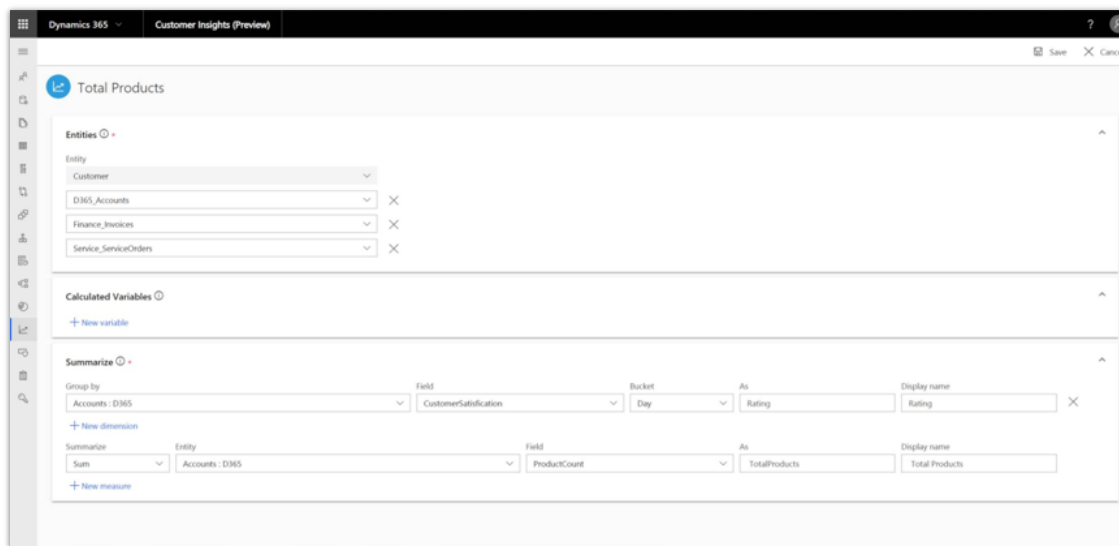 Dynamics 365 Customer Insights (Preview) ?
Save Canc
Total Products
Entities *
Entity
Customer
D365_Accounts
Finance_Invoices
Service_ServiceOrders
Calculated Variables
+ New variable
Summarize *
Group by Field Bucket As Display name
Accounts : D365 CustomerSatisfication Day Rating Rating
+ New dimension
Summarize Entity Field As Display name
Sum Accounts : D365 ProductCount TotalProducts Total Products
+ New measure